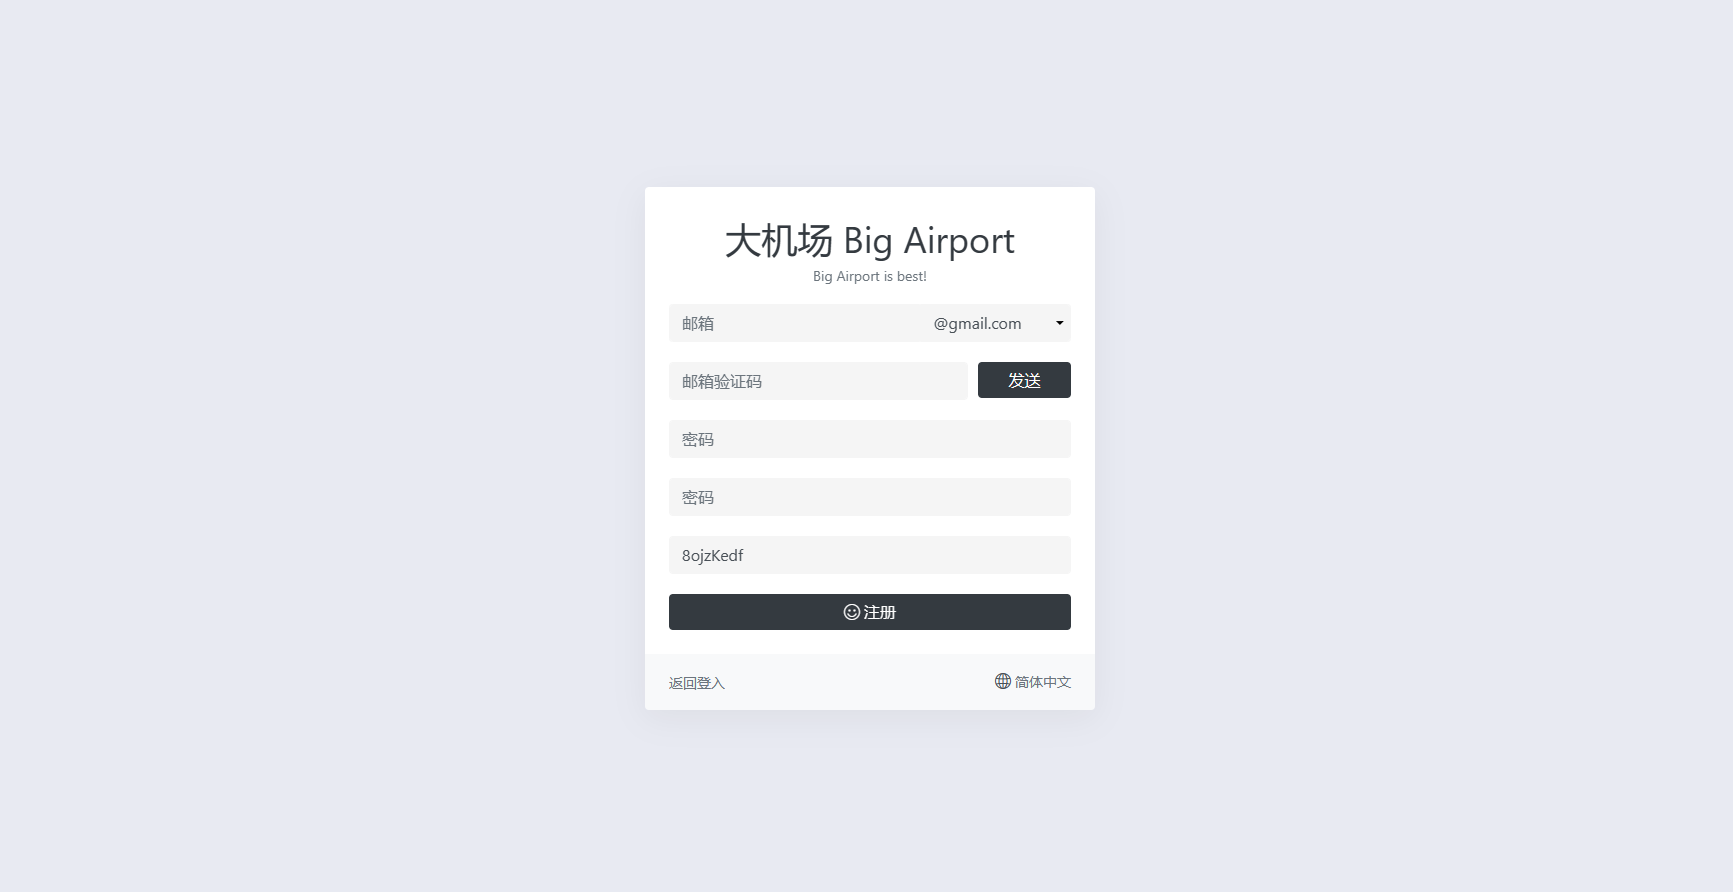 大机场 Big Airport
Big Airport is best!
邮箱 @gmail.com
邮箱验证码 发送
密码
密码
8ojzKedf
注册
返回登入 简体中文